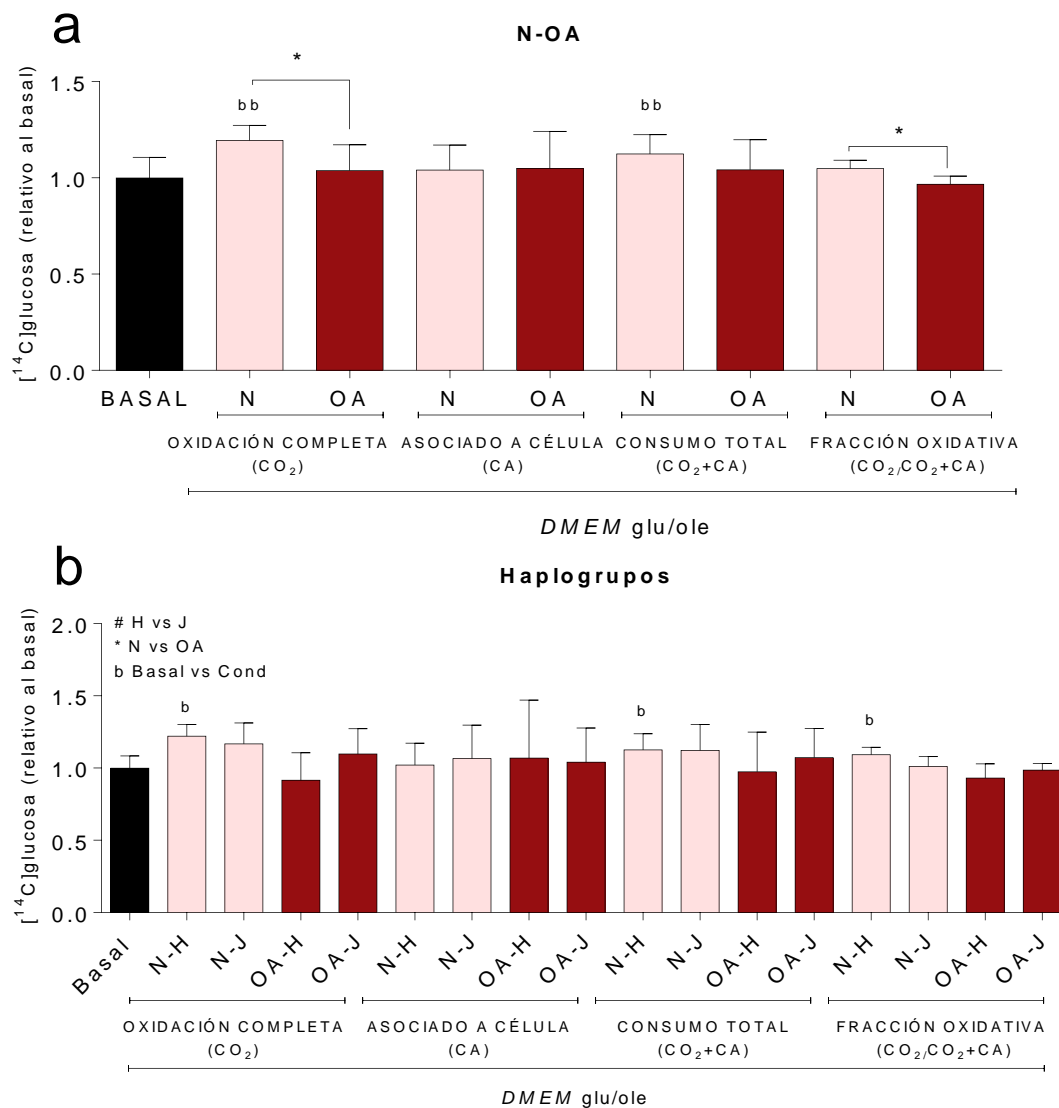 a
N-OA
[¹⁴C]glucosa (relativo al basal)
1.5
1.0
0.5
0.0
*
bb
bb
*
BASAL N OA N OA N OA N OA
OXIDACIÓN COMPLETA ASOCIADO A CÉLULA CONSUMO TOTAL FRACCIÓN OXIDATIVA
(CO₂) (CA) (CO₂+CA) (CO₂/CO₂+CA)
DMEM glu/ole
b
Haplogrupos
[¹⁴C]glucosa (relativo al basal)
2.0
1.5
1.0
0.5
0.0
# H vs J
* N vs OA
b Basal vs Cond
b
b
b
Basal N-H N-J OA-H OA-J N-H N-J OA-H OA-J N-H N-J OA-H OA-J N-H N-J OA-H OA-J
OXIDACIÓN COMPLETA ASOCIADO A CÉLULA CONSUMO TOTAL FRACCIÓN OXIDATIVA
(CO₂) (CA) (CO₂+CA) (CO₂/CO₂+CA)
DMEM glu/ole